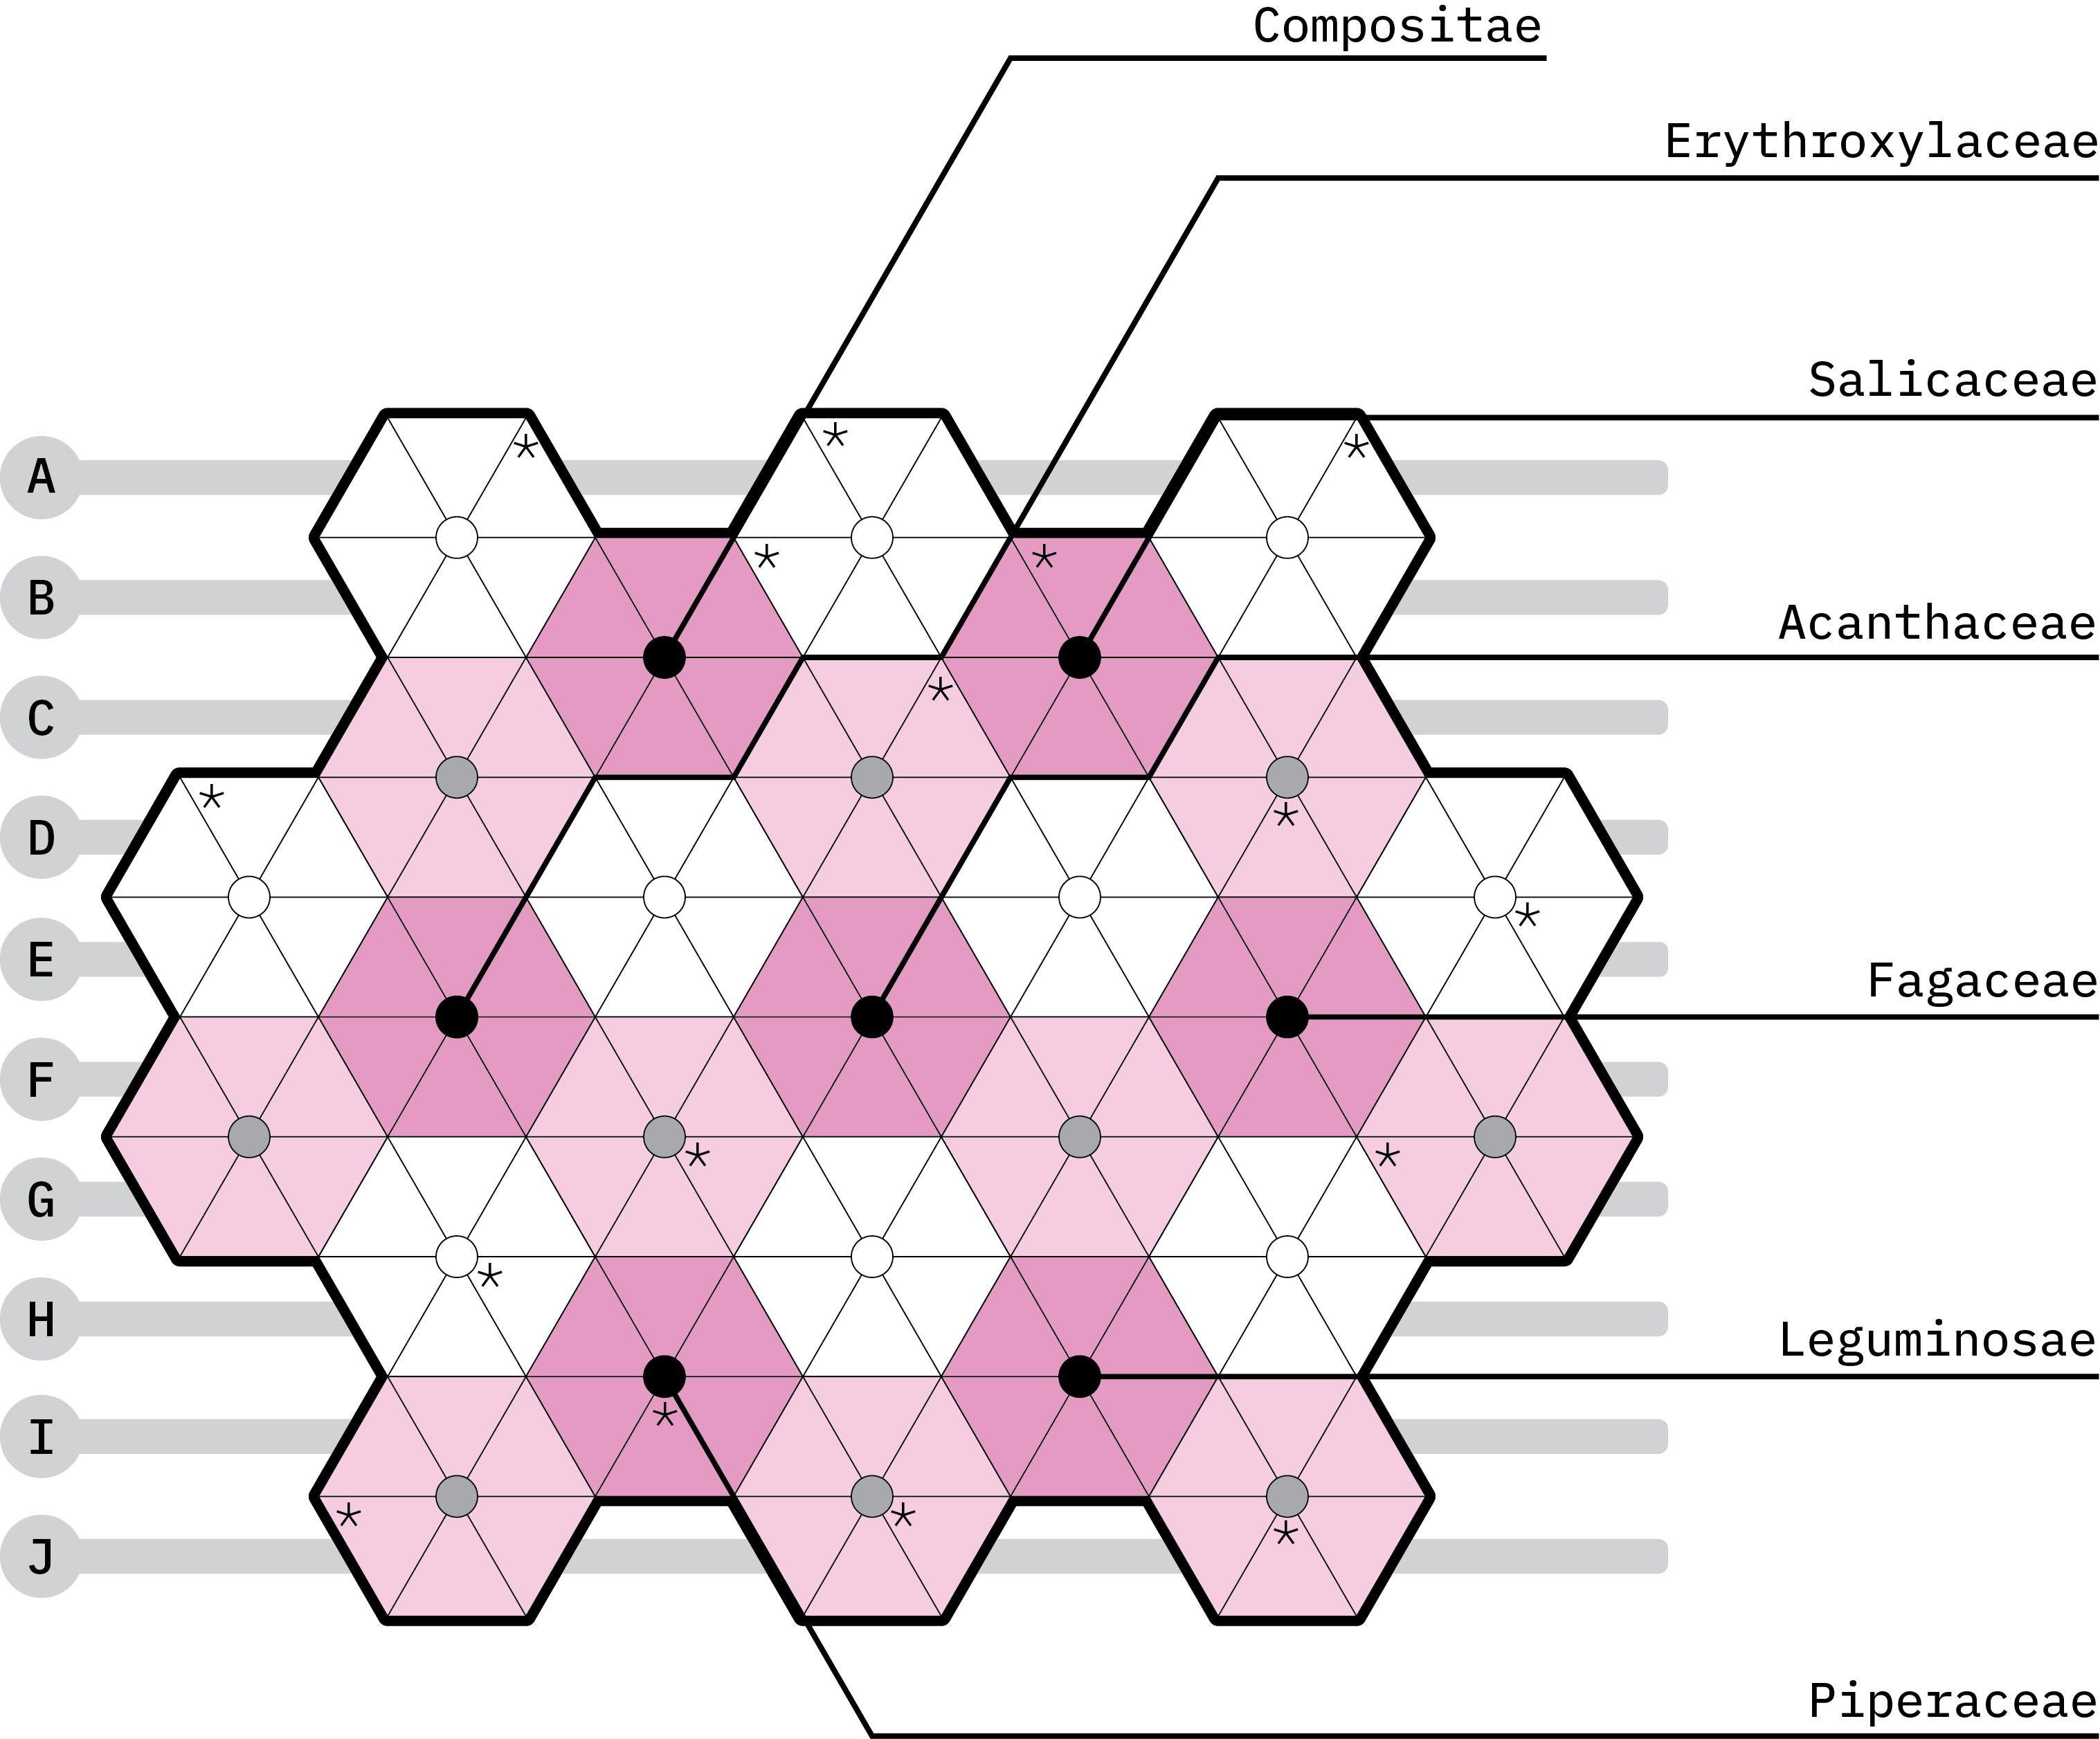 Compositae
Erythroxylaceae
Salicaceae
* * *
A
* * *
B
Acanthaceae
*
C
* *
D
*
E
Fagaceae
F
* *
G
*
H
Leguminosae
*
I
* * *
J
Piperaceae